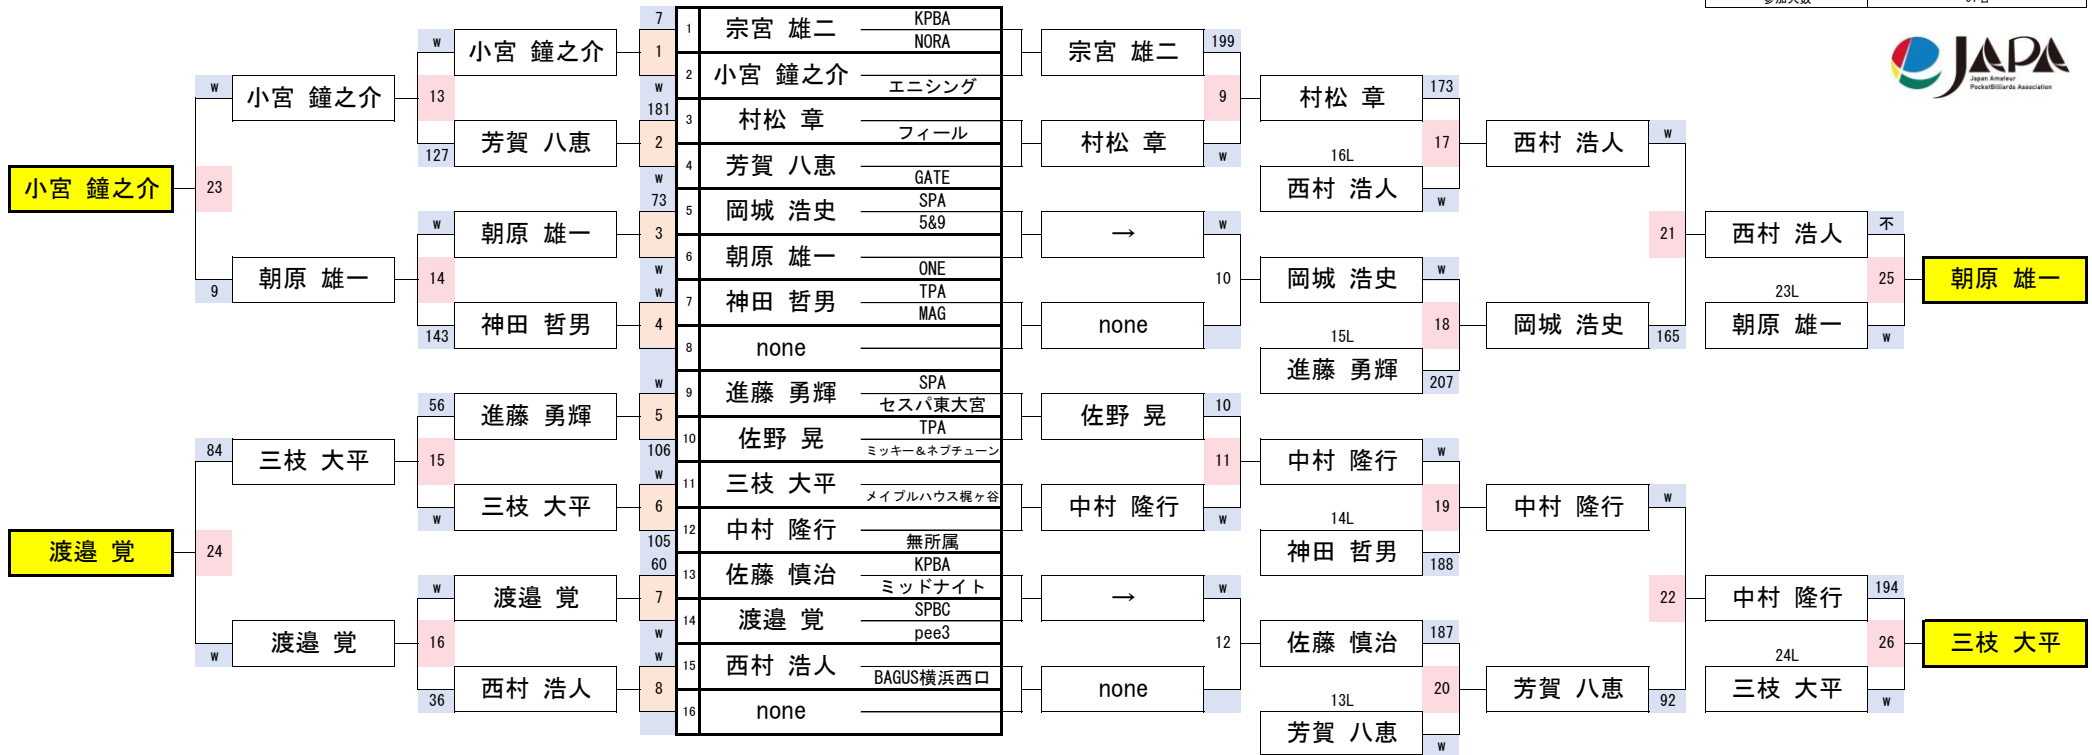 参加人数
JAPA
Japan Amateur
PocketBilliards Association
7 1 宗宮 雄二 KPBA
w 小宮 鐘之介 1 NORA 宗宮 雄二 199
2 小宮 鐘之介
w 小宮 鐘之介 13 w エニシング 9 村松 章 173
181 3 村松 章
127 芳賀 八恵 2 フィール 村松 章 w 16L 17 西村 浩人 w
4 芳賀 八恵
小宮 鐘之介 23 w GATE 西村 浩人 w
73 5 岡城 浩史 SPA
w 朝原 雄一 3 5&9 → w 21 西村 浩人 不
6 朝原 雄一
9 朝原 雄一 14 w ONE 10 岡城 浩史 w 25 朝原 雄一
w 7 神田 哲男 TPA 23L
143 神田 哲男 4 MAG none 15L 18 岡城 浩史 165 朝原 雄一 w
8 none
進藤 勇輝 207
w 9 進藤 勇輝 SPA
56 進藤 勇輝 5 セスパ東大宮 佐野 晃 10
10 佐野 晃 TPA
84 三枝 大平 15 106 ミッキー&ネプチューン 11 中村 隆行 w
w 11 三枝 大平
w 三枝 大平 6 メイプルハウス梶ヶ谷 中村 隆行 w 14L 19 中村 隆行 w
12 中村 隆行
渡邉 覚 24 105 無所属 神田 哲男 188
60 13 佐藤 慎治 KPBA
w 渡邉 覚 7 ミッドナイト → w 22 中村 隆行 194
14 渡邉 覚 SPBC
w 渡邉 覚 16 w pee3 12 佐藤 慎治 187 26 三枝 大平
w 15 西村 浩人 24L
36 西村 浩人 8 BAGUS横浜西口 none 13L 20 芳賀 八恵 92 三枝 大平 w
16 none
芳賀 八恵 w